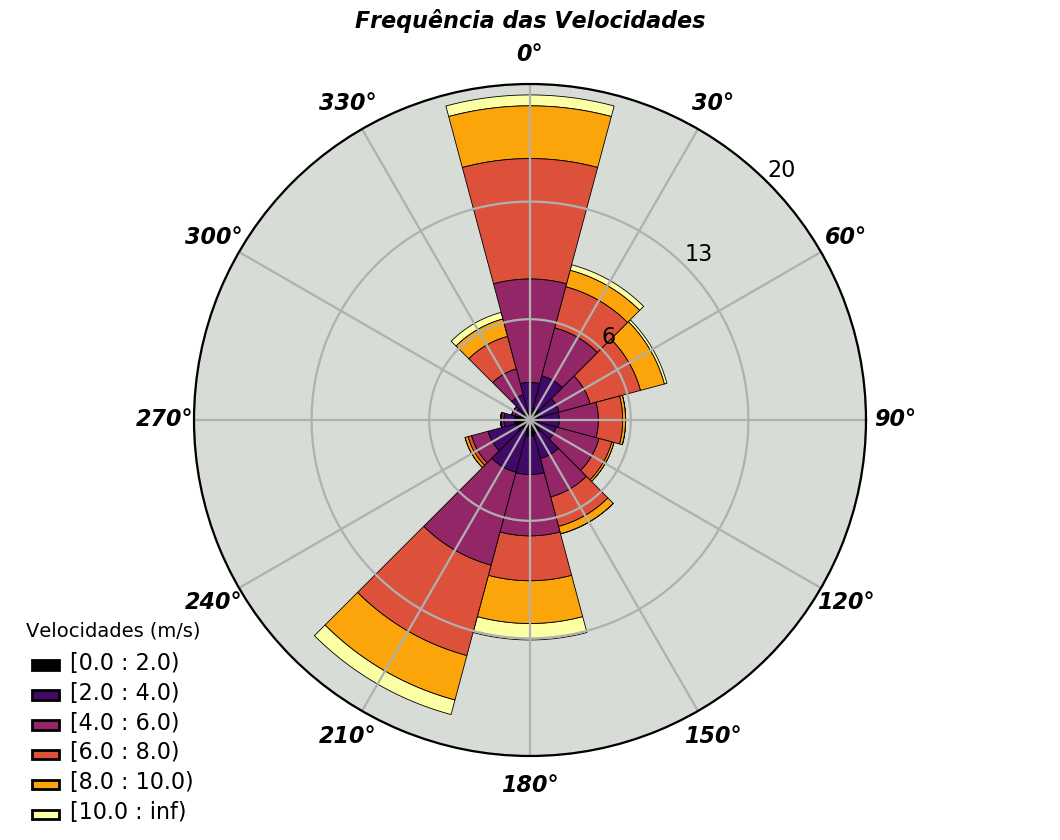 Frequência das Velocidades
0°
330°
30°
20
300°
60°
13
6
270°
90°
240°
120°
210°
150°
180°
Velocidades (m/s)
[0.0 : 2.0)
[2.0 : 4.0)
[4.0 : 6.0)
[6.0 : 8.0)
[8.0 : 10.0)
[10.0 : inf)